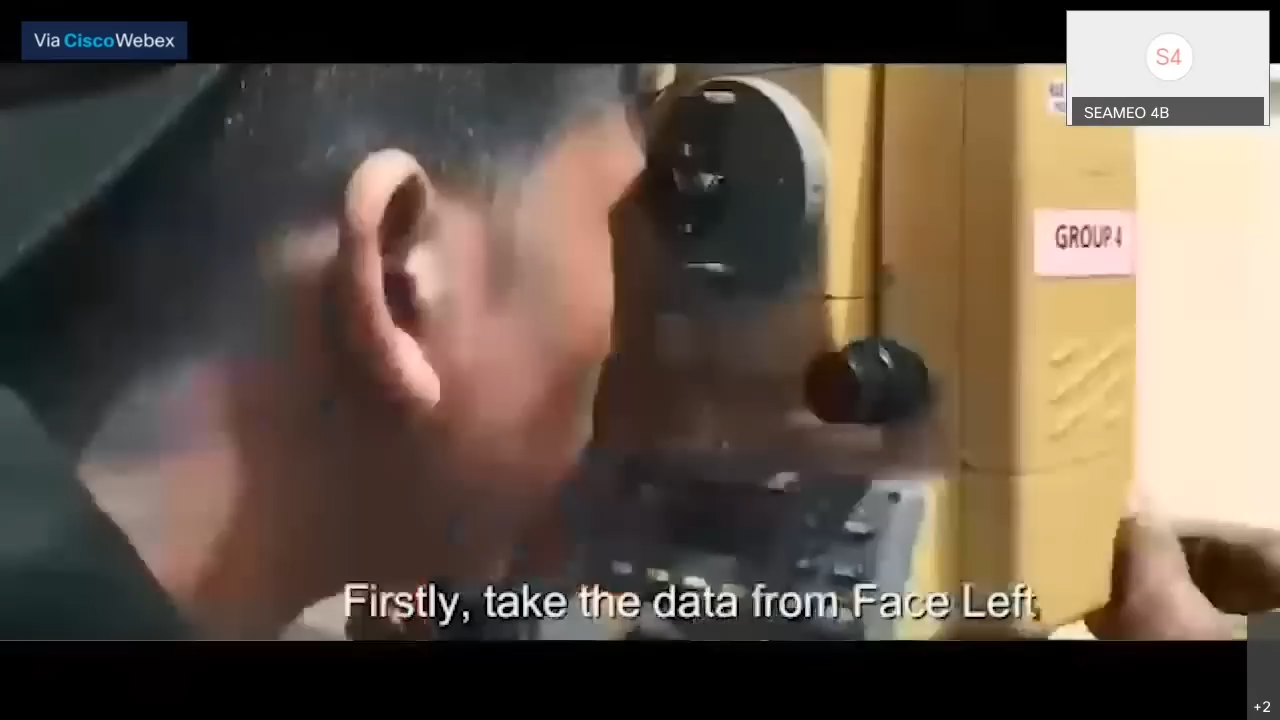 Via CiscoWebex
S4
SEAMEO 4B
GROUP 4
Firstly, take the data from Face Left
+2